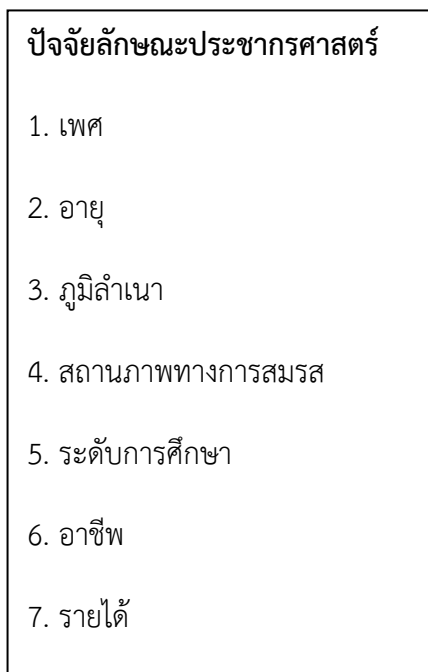 ปัจจัยลักษณะประชากรศาสตร์
1. เพศ
2. อายุ
3. ภูมิลำเนา
4. สถานภาพทางการสมรส
5. ระดับการศึกษา
6. อาชีพ
7. รายได้